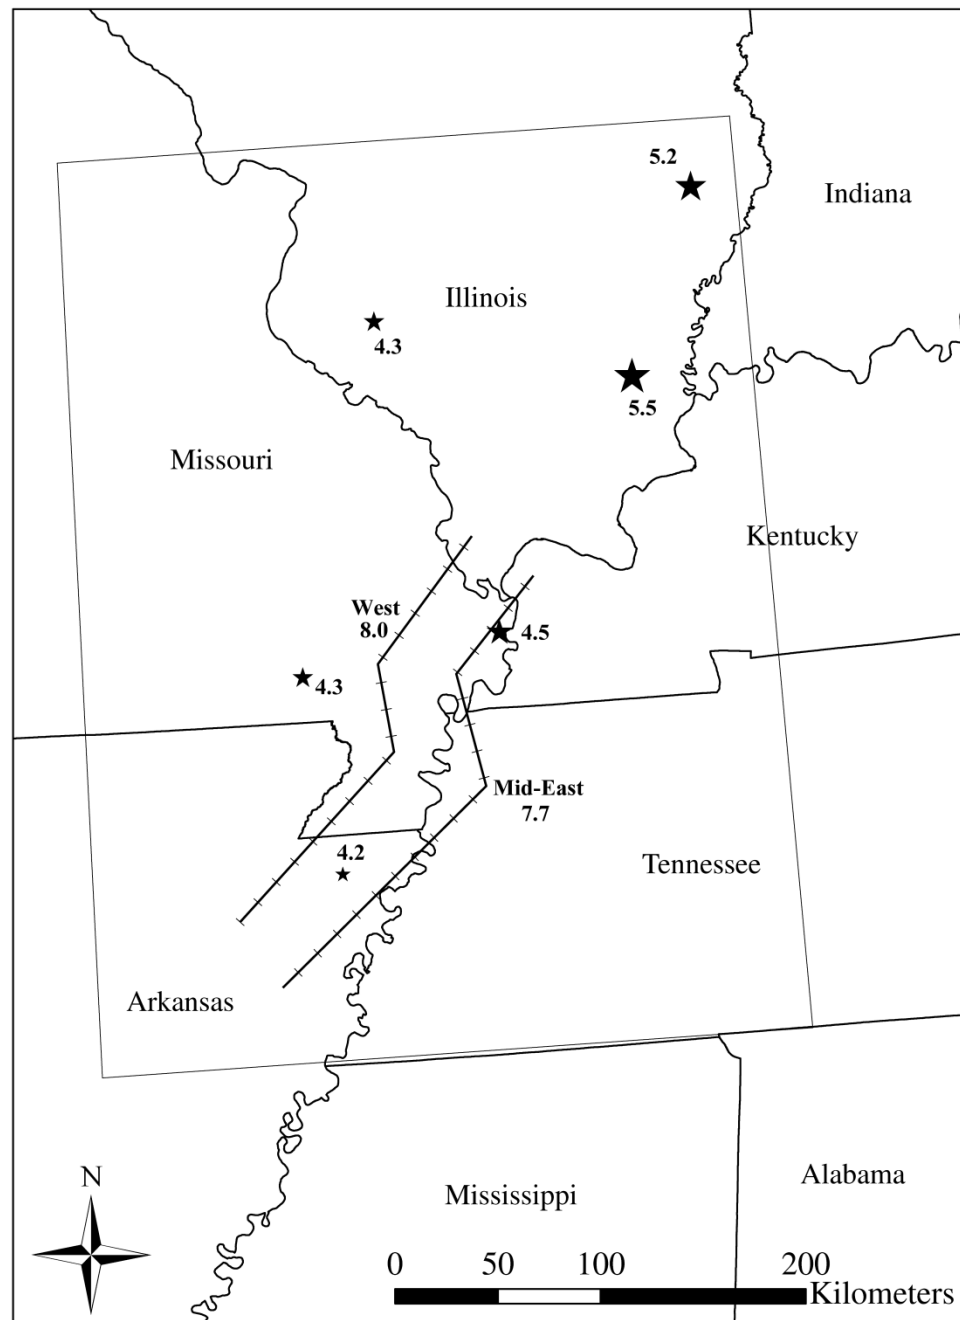 5.2
Indiana
Illinois
4.3
5.5
Missouri
Kentucky
West
8.0
4.5
4.3
Mid-East
7.7
4.2
Tennessee
Arkansas
N
Alabama
Mississippi
0 50 100 200
Kilometers